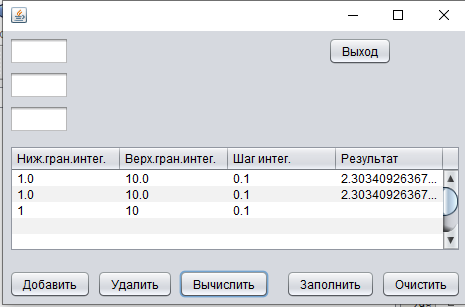 Выход
Ниж.гран.интег. Верх.гран.интег. Шаг интег. Результат
1.0 10.0 0.1 2.30340926367...
1.0 10.0 0.1 2.30340926367...
1 10 0.1
Добавить Удалить Вычислить Заполнить Очистить